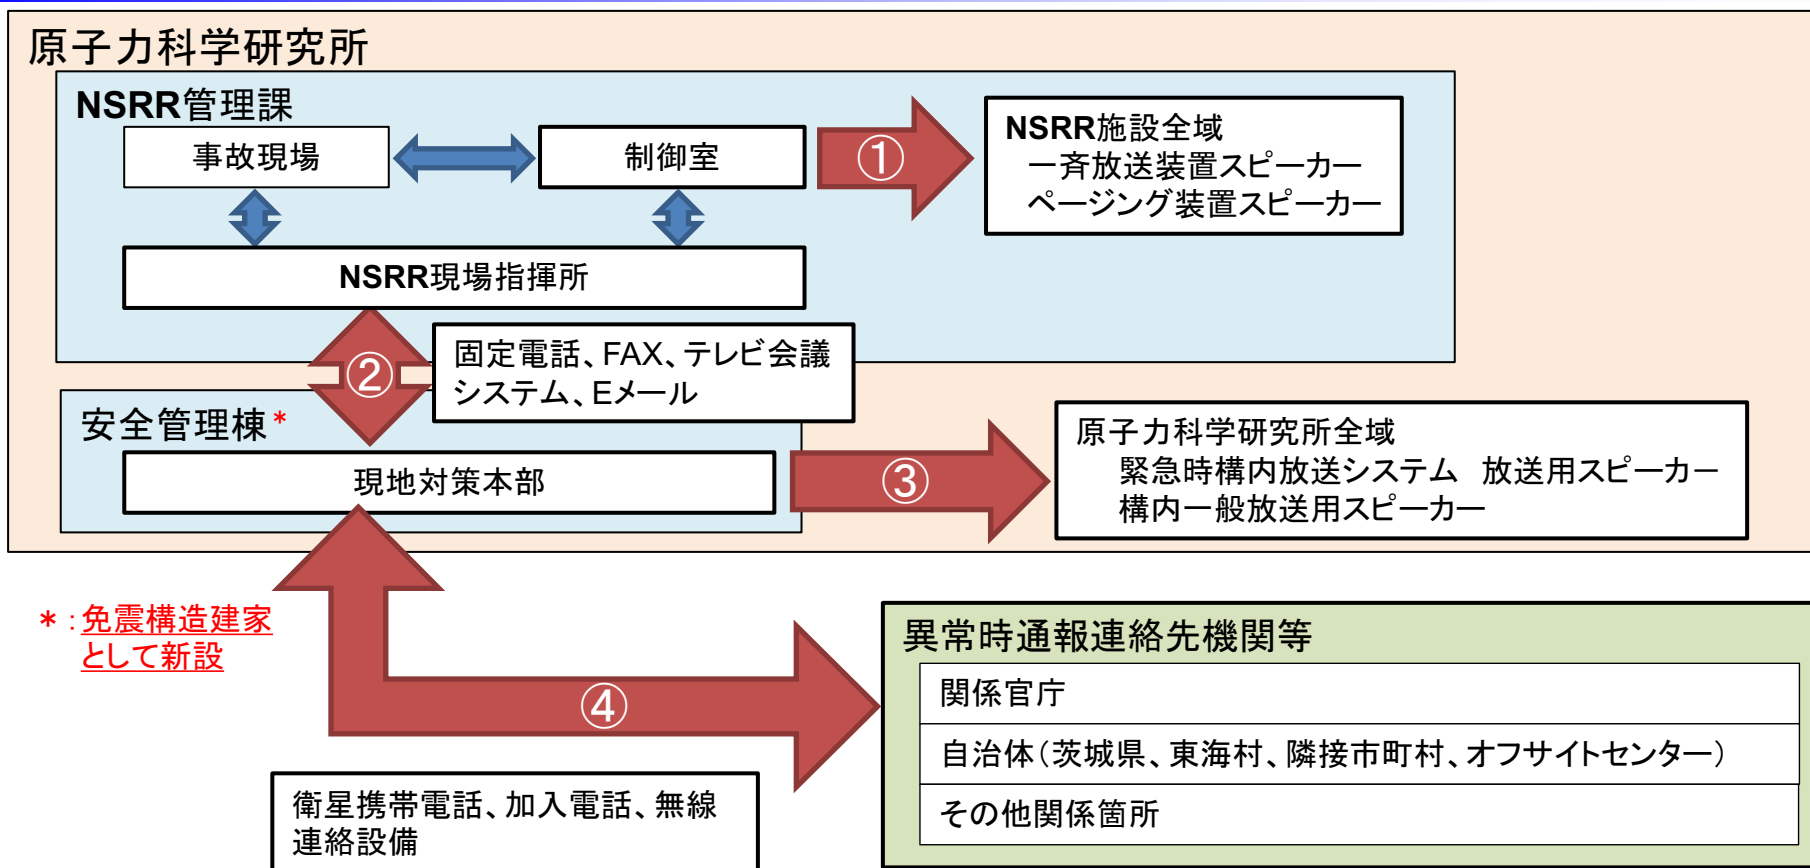 原子力科学研究所
NSRR管理課
事故現場
制御室
①
NSRR施設全域
一斉放送装置スピーカー
ページング装置スピーカー
NSRR現場指揮所
②
固定電話、FAX、テレビ会議
システム、Eメール
安全管理棟*
現地対策本部
③
原子力科学研究所全域
緊急時構内放送システム　放送用スピーカー
構内一般放送用スピーカー
*：免震構造建家
として新設
④
衛星携帯電話、加入電話、無線
連絡設備
異常時通報連絡先機関等
関係官庁
自治体（茨城県、東海村、隣接市町村、オフサイトセンター）
その他関係箇所